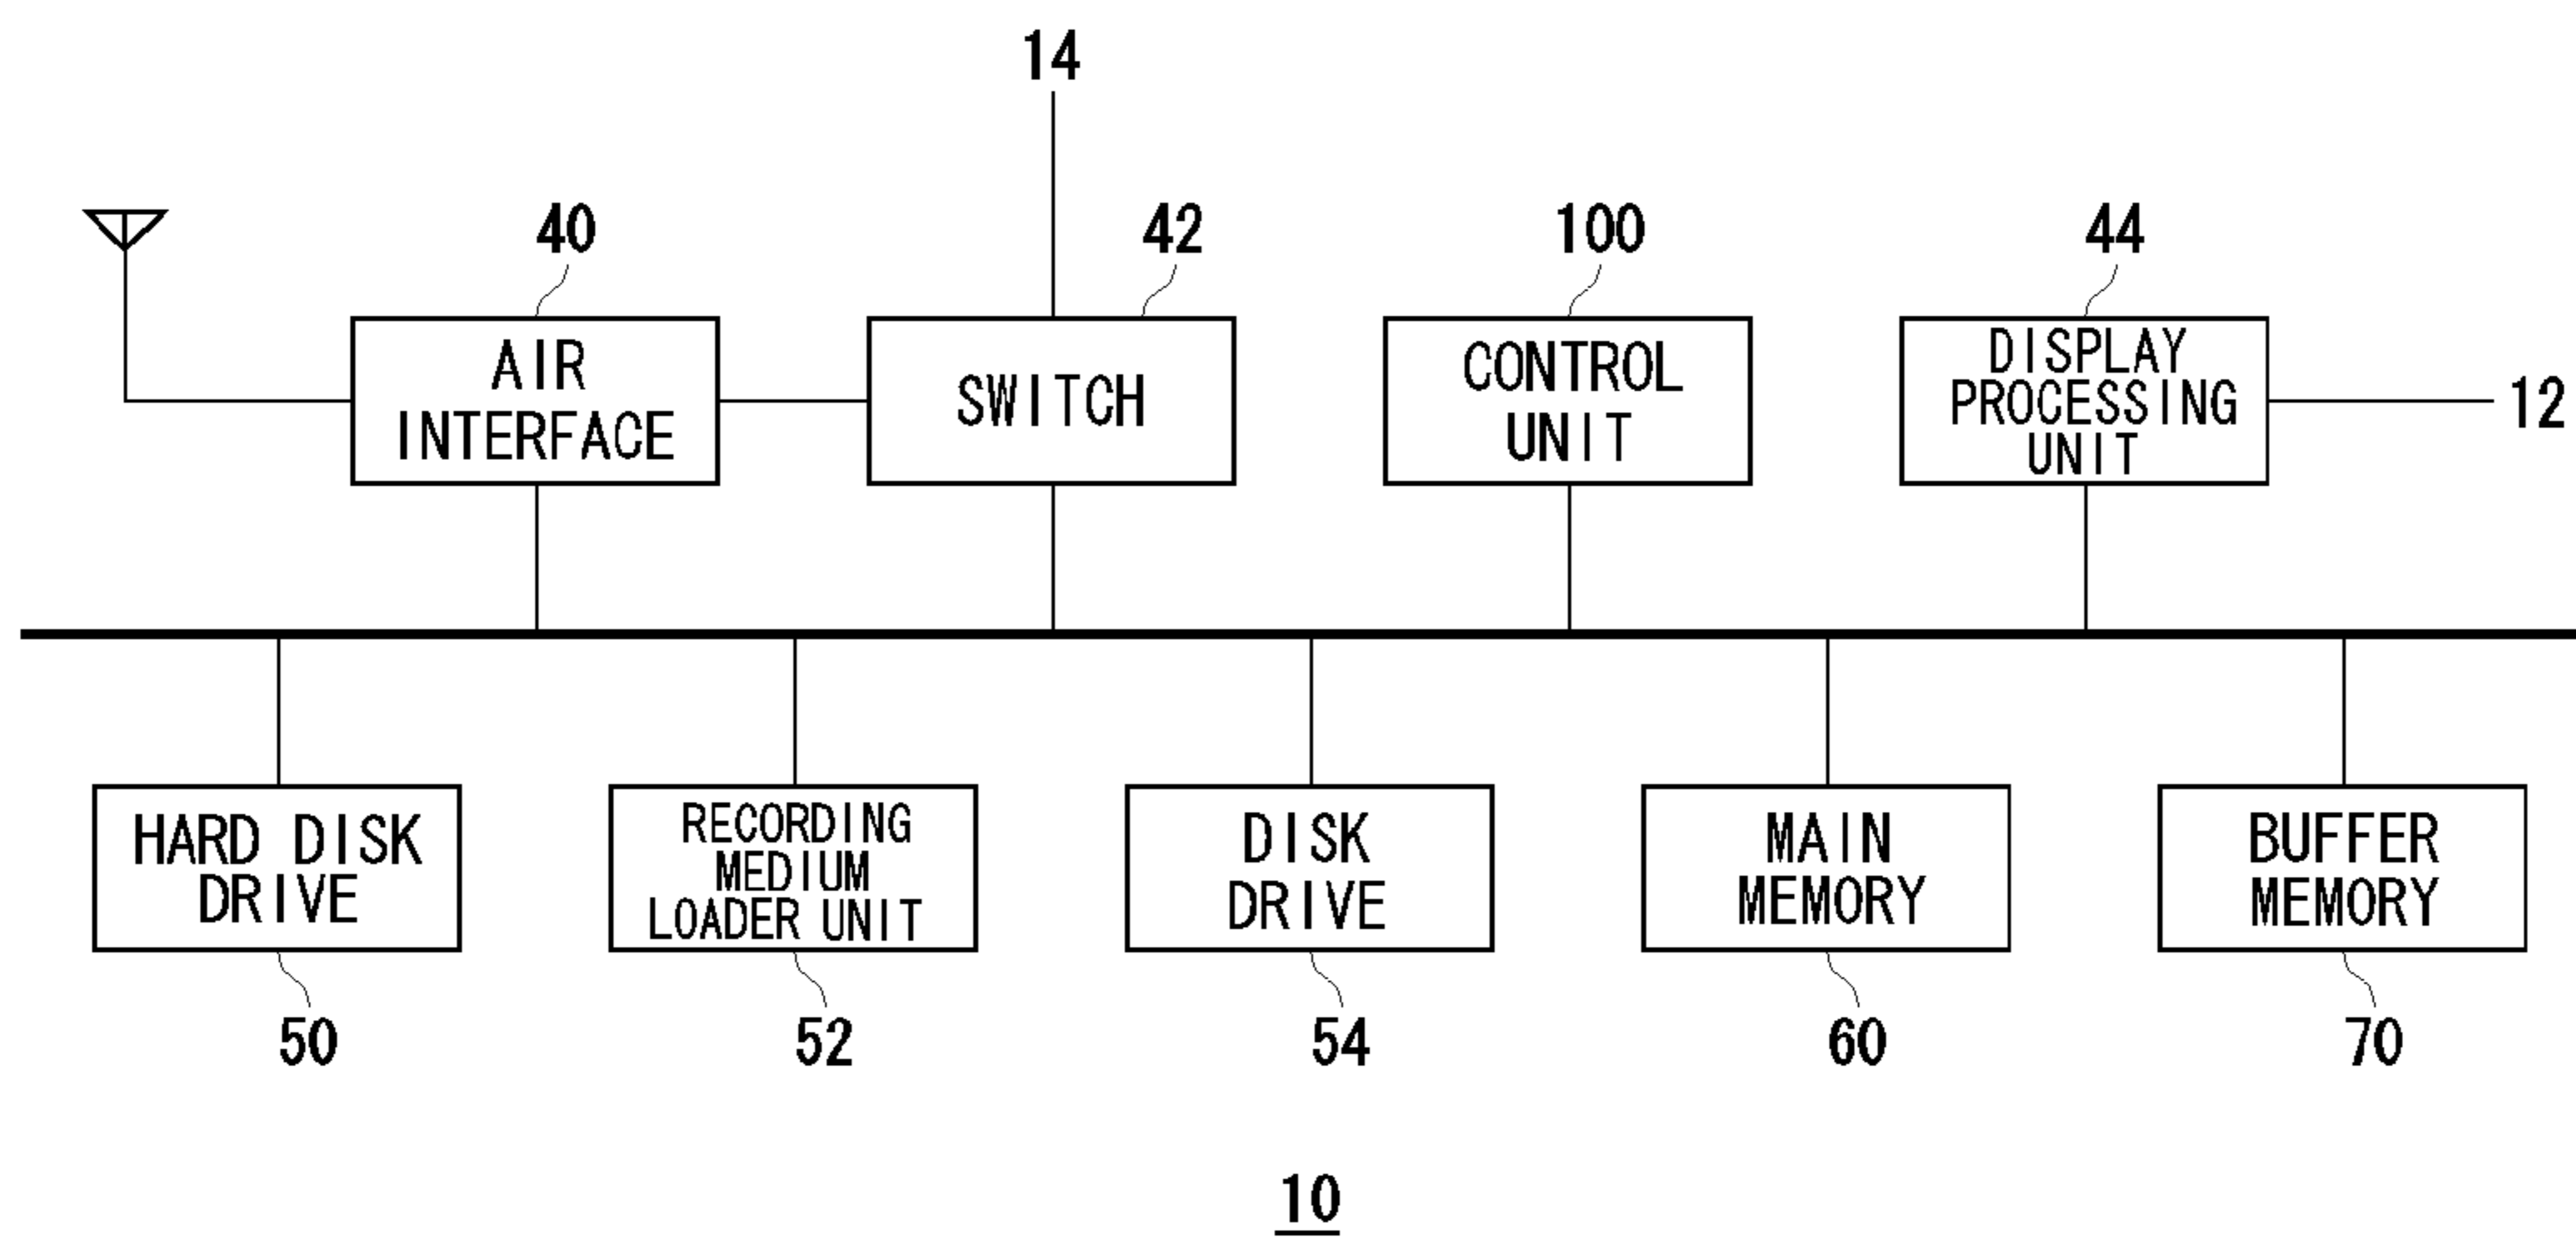 14
40
42
100
44
AIR
INTERFACE
SWITCH
CONTROL
UNIT
DISPLAY
PROCESSING
UNIT
12
HARD DISK
DRIVE
RECORDING
MEDIUM
LOADER UNIT
DISK
DRIVE
MAIN
MEMORY
BUFFER
MEMORY
50
52
54
60
70
10